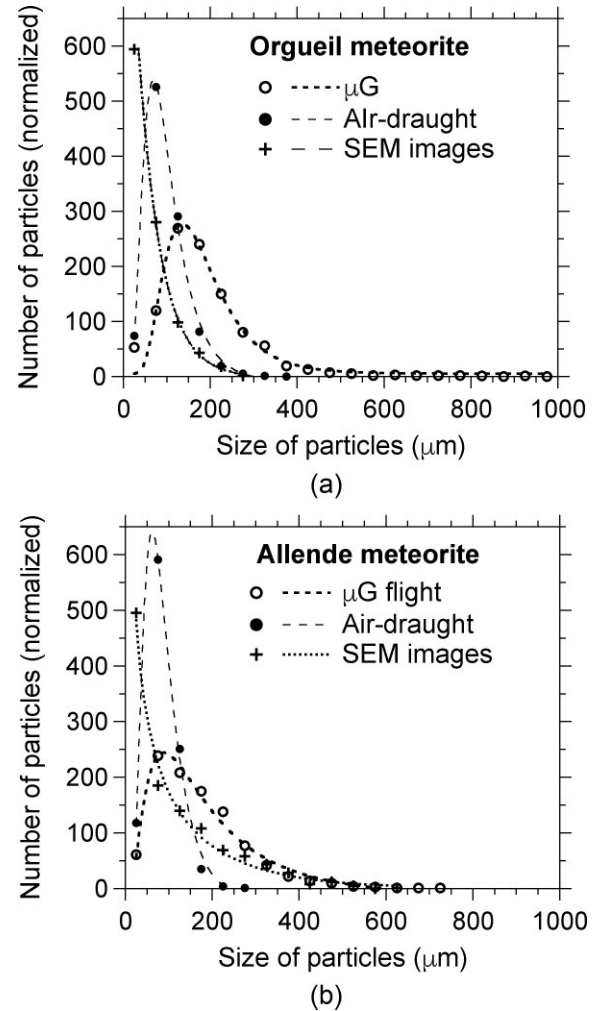 Number of particles (normalized)
600
500
400
300
200
100
0
Orgueil meteorite
μG
AIr-draught
SEM images
0 200 400 600 800 1000
Size of particles (μm)
(a)
Number of particles (normalized)
600
500
400
300
200
100
0
Allende meteorite
μG flight
Air-draught
SEM images
0 200 400 600 800 1000
Size of particles (μm)
(b)